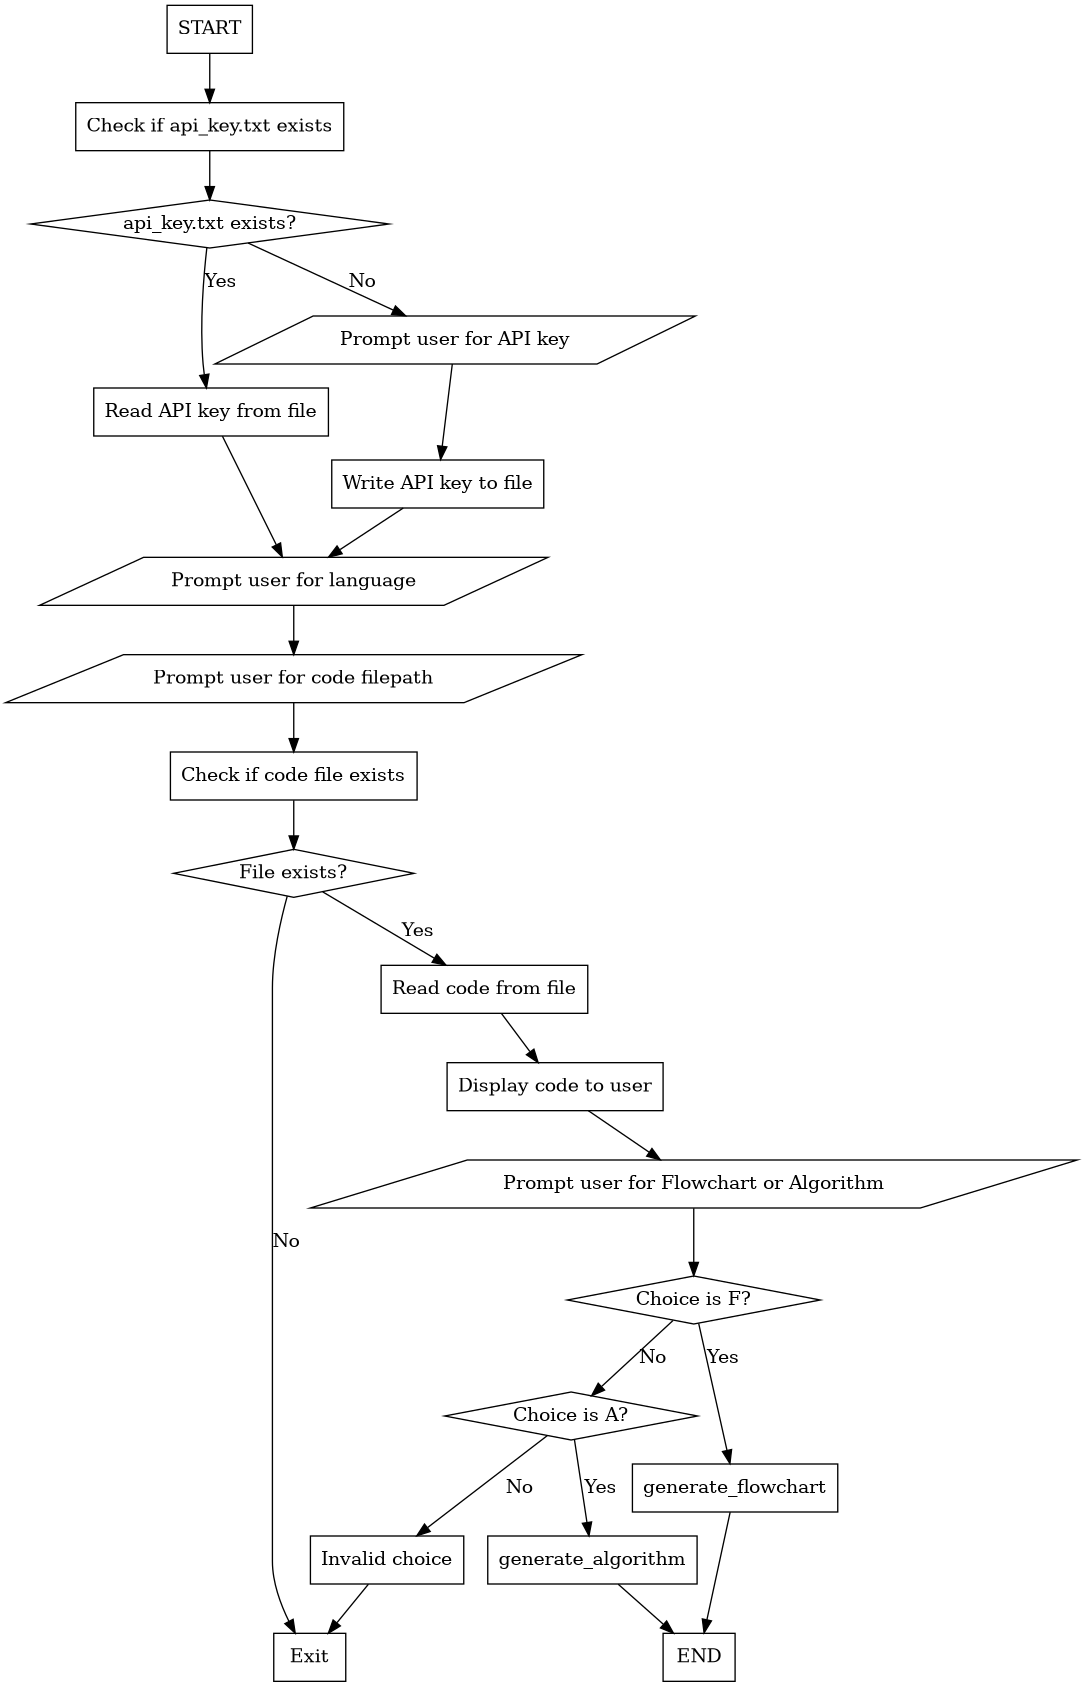 START
Check if api_key.txt exists
api_key.txt exists?
Yes
No
Prompt user for API key
Read API key from file
Write API key to file
Prompt user for language
Prompt user for code filepath
Check if code file exists
File exists?
Yes
Read code from file
Display code to user
Prompt user for Flowchart or Algorithm
No
Choice is F?
No
Yes
Choice is A?
No
Yes
generate_flowchart
Invalid choice
generate_algorithm
Exit
END